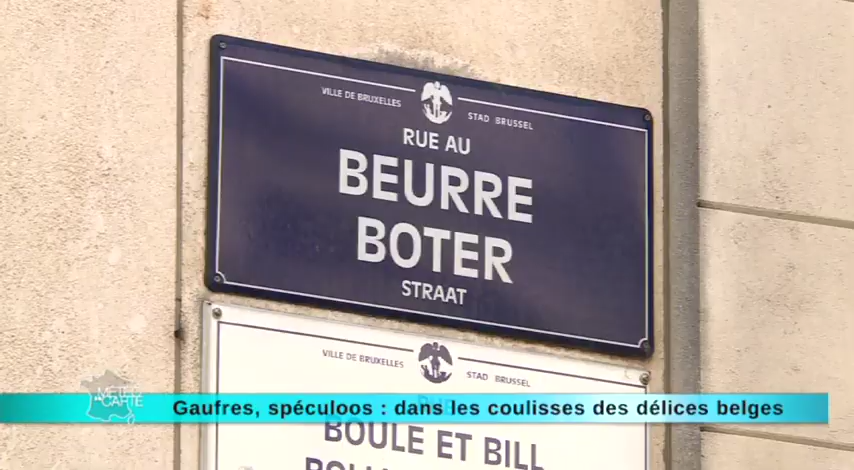 VILLE DE BRUXELLES STAD BRUSSEL
RUE AU
BEURRE
BOTER
STRAAT
VILLE DE BRUXELLES STAD BRUSSEL
METEO
À LA
CARTE
Gaufres, spéculoos : dans les coulisses des délices belges
BOULE ET BILL